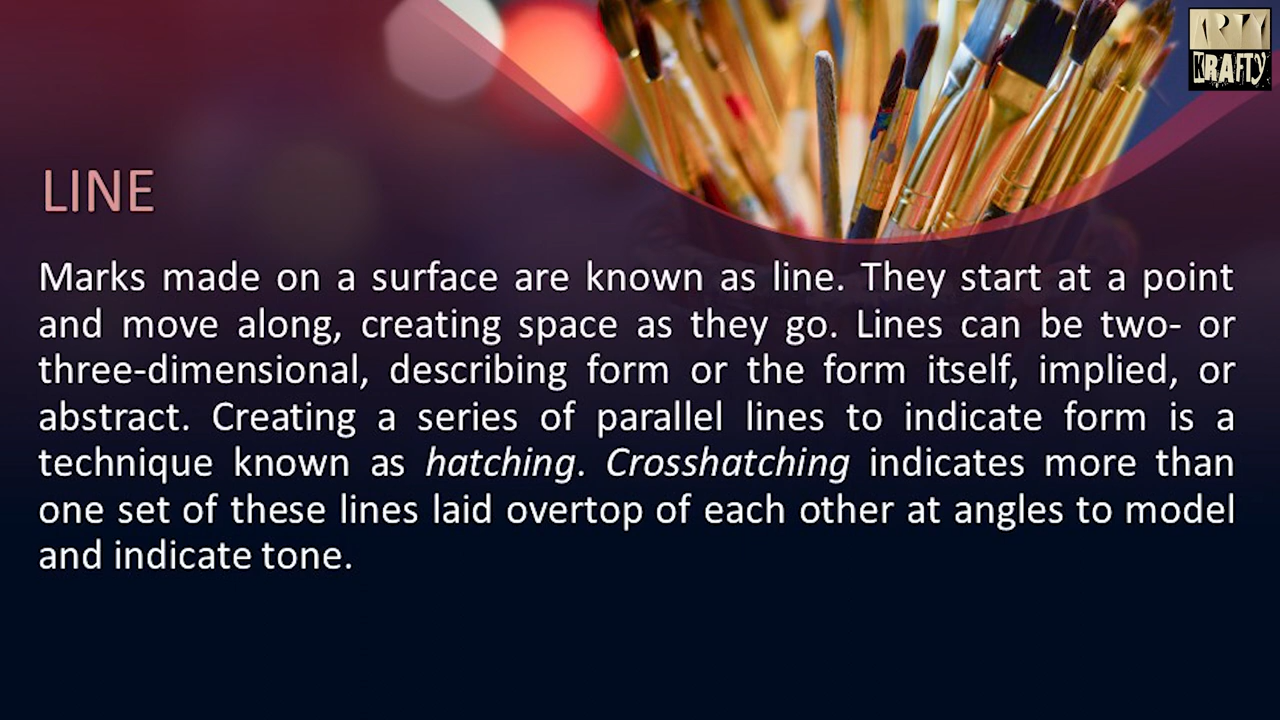 ARTY
KRAFTY
LINE
Marks made on a surface are known as line. They start at a point
and move along, creating space as they go. Lines can be two- or
three-dimensional, describing form or the form itself, implied, or
abstract. Creating a series of parallel lines to indicate form is a
technique known as hatching. Crosshatching indicates more than
one set of these lines laid overtop of each other at angles to model
and indicate tone.